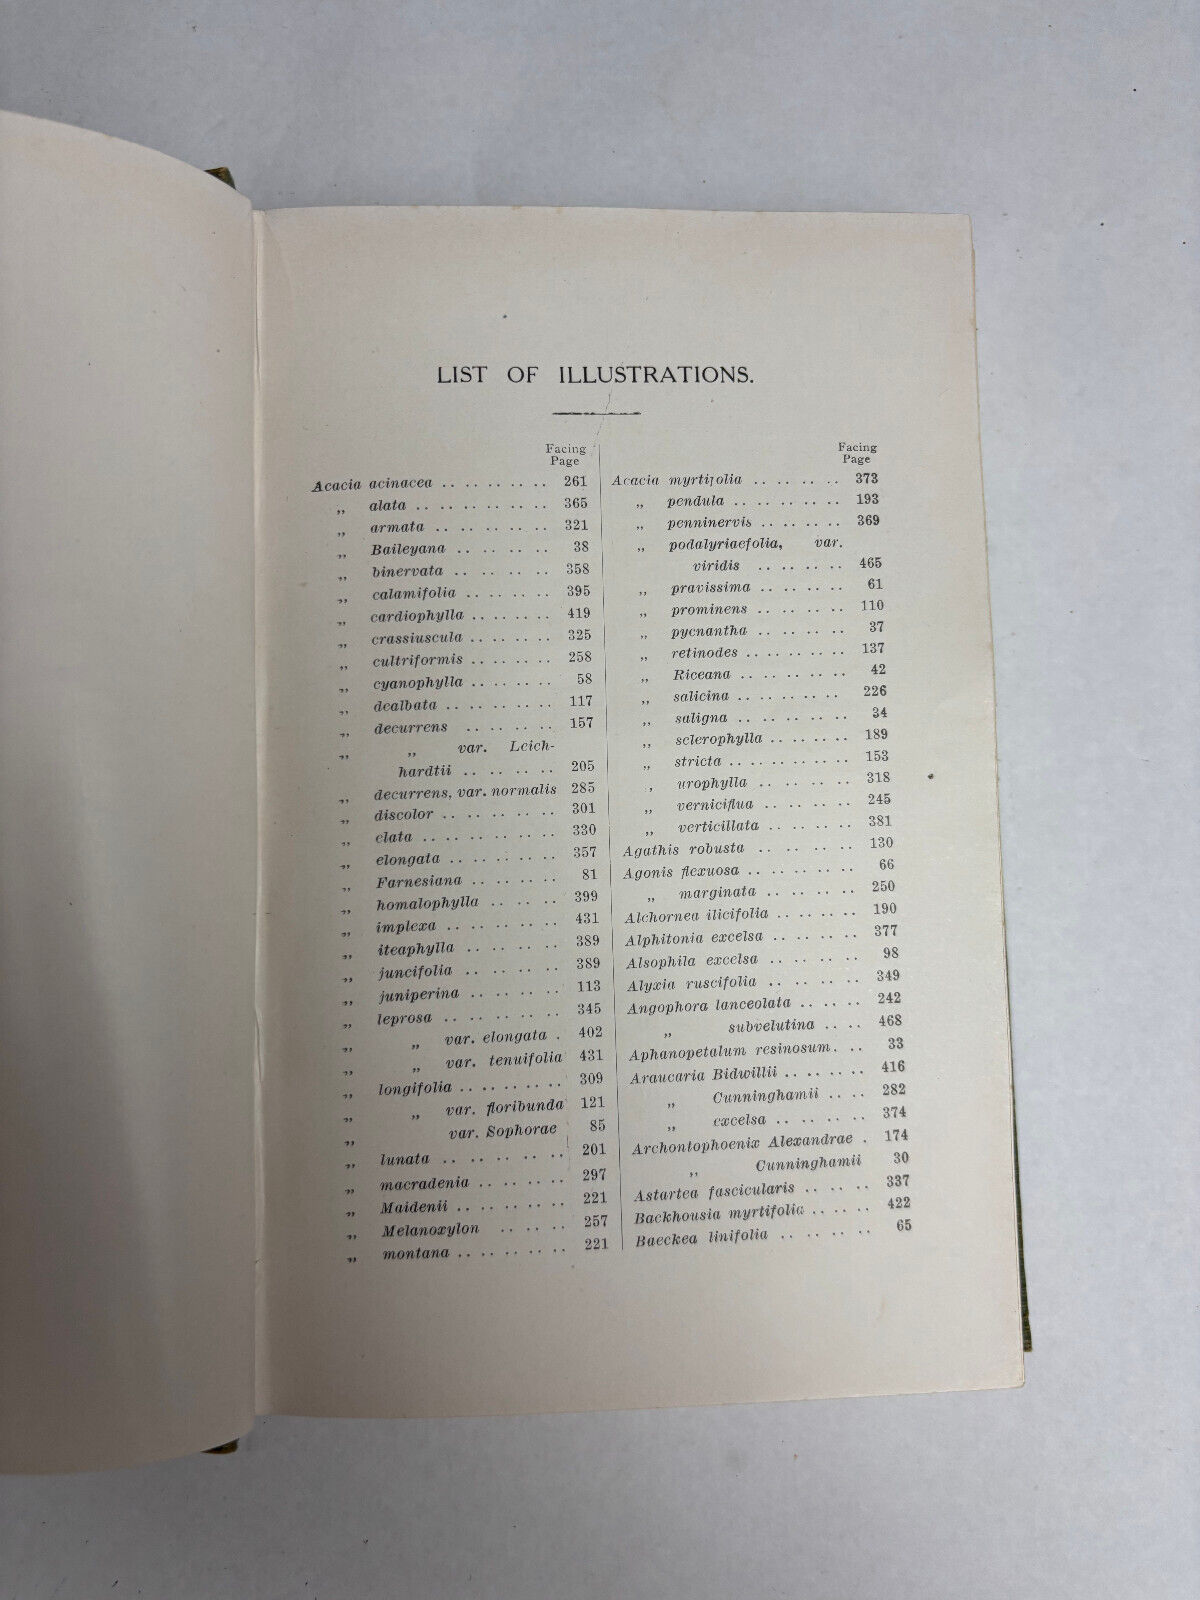 LIST OF ILLUSTRATIONS.
Facing
Page
Acacia acinacea .. .. .. .. .. 261
„ alata .. .. .. .. .. .. 365
„ armata .. .. .. .. .. 321
„ Baileyana .. .. .. .. 38
„ binervata .. .. .. .. 358
„ calamifolia .. .. .. .. 395
„ cardiophylla .. .. .. .. 419
„ crassiuscula .. .. .. .. 325
„ cultriformis .. .. .. .. 258
„ cyanophylla .. .. .. .. 58
„ dealbata .. .. .. .. .. 117
„ decurrens .. .. .. .. 157
„ „ var. Leich-
hardtii .. .. .. .. 205
„ decurrens, var. normalis 285
„ discolor .. .. .. .. .. 301
„ elata .. .. .. .. .. .. 330
„ elongata .. .. .. .. .. 357
„ Farnesiana .. .. .. .. 81
„ homalophylla .. .. .. 399
„ implexa .. .. .. .. .. 431
„ iteaphylla .. .. .. .. 389
„ juncifolia .. .. .. .. 389
„ juniperina .. .. .. .. 113
„ leprosa .. .. .. .. .. 345
„ „ var. elongata . 402
„ „ var. tenuifolia 431
„ longifolia .. .. .. .. .. 309
„ „ var. floribunda 121
„ var. Sophorae 85
„ lunata .. .. .. .. .. 201
„ macradenia .. .. .. .. 297
„ Maidenii .. .. .. .. .. 221
„ Melanoxylon .. .. .. 257
„ montana .. .. .. .. .. 221
Facing
Page
Acacia myrtifolia .. .. .. .. 373
„ pendula .. .. .. .. .. 193
„ penninervis .. .. .. .. 369
„ podalyriaefolia, var.
viridis .. .. .. .. 465
„ pravissima .. .. .. .. 61
„ prominens .. .. .. .. 110
„ pycnantha .. .. .. .. 37
„ retinodes .. .. .. .. .. 137
„ Riceana .. .. .. .. .. 42
„ salicina .. .. .. .. .. 226
„ saligna .. .. .. .. .. 34
„ sclerophylla .. .. .. .. 189
„ stricta .. .. .. .. .. 153
, urophylla .. .. .. .. 318
„ verniciflua .. .. .. .. 245
„ verticillata .. .. .. .. 381
Agathis robusta .. .. .. .. 130
Agonis flexuosa .. .. .. .. .. 66
„ marginata .. .. .. .. 250
Alchornea ilicifolia .. .. .. .. 190
Alphitonia excelsa .. .. .. .. 377
Alsophila excelsa .. .. .. .. 98
Alyxia ruscifolia .. .. .. .. 349
Angophora lanceolata .. .. .. 242
„ subvelutina .. .. 468
Aphanopetalum resinosum. .. 33
Araucaria Bidwillii .. .. .. .. 416
„ Cunninghamii .. .. 282
„ excelsa .. .. .. .. 374
Archontophoenix Alexandrae . 174
„ Cunninghamii 30
Astartea fascicularis .. .. .. 337
Backhousia myrtifolia .. .. .. 422
Baeckea linifolia .. .. .. .. 65